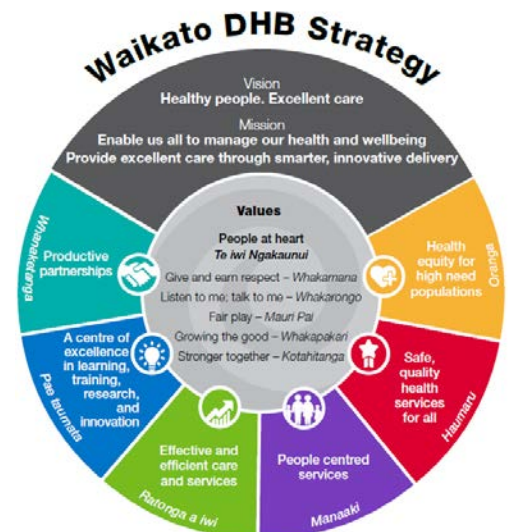 Waikato DHB Strategy
Vision
Healthy people. Excellent care
Mission
Enable us all to manage our health and wellbeing
Provide excellent care through smarter, innovative delivery
Values
People at heart
Te iwi Ngakaunui
Give and earn respect – Whakamana
Listen to me; talk to me – Whakarongo
Fair play – Mauri Pai
Growing the good – Whakapakari
Stronger together – Kotahitanga
Health
equity for
high need
populations
Oranga
Safe,
quality
health
services
for all
Haumaru
People centred
services
Manaaki
Effective and
efficient care
and services
Ratonga a iwi
A centre of
excellence
in learning,
training,
research,
and
innovation
Pae taumata
Productive
partnerships
Whanaketanga